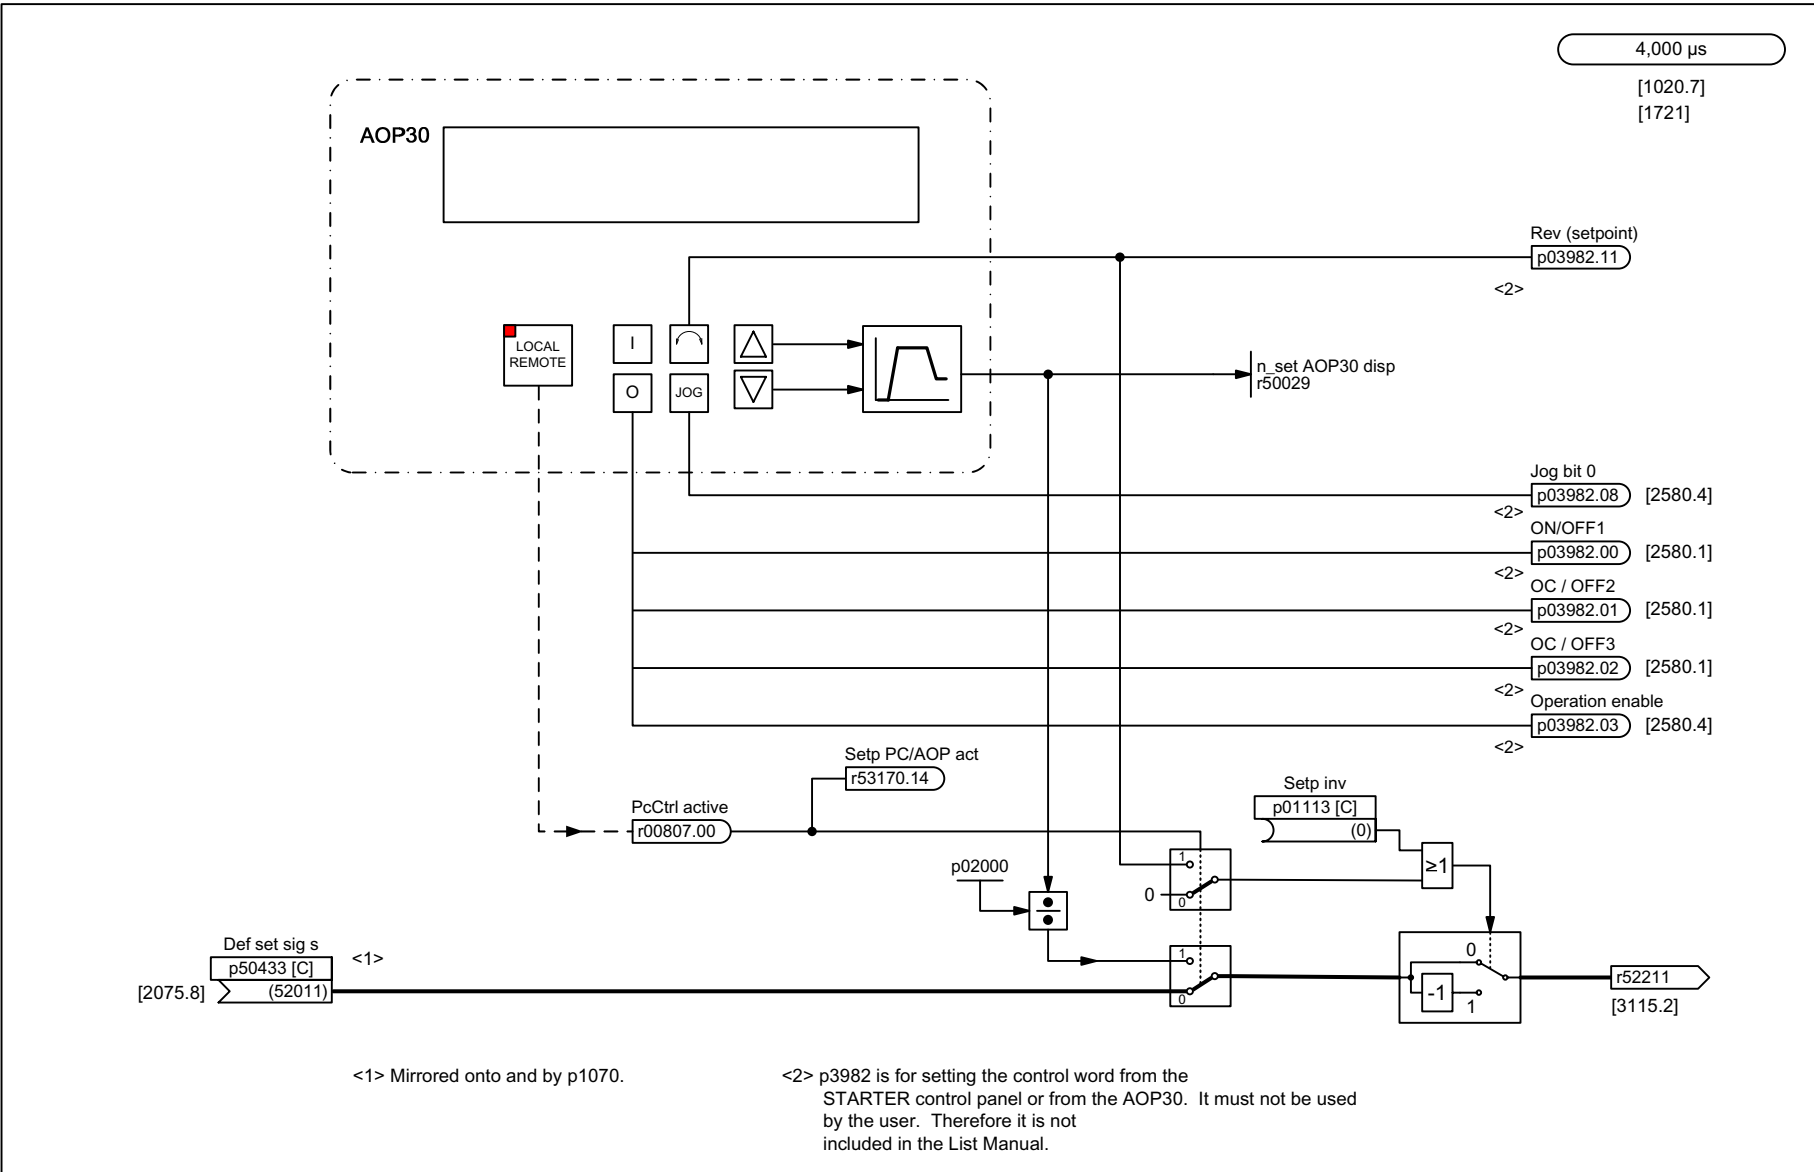 4,000 µs
[1020.7]
[1721]
AOP30
Rev (setpoint)
p03982.11
<2>
LOCAL
REMOTE
I
O
JOG
n_set AOP30 disp
r50029
Jog bit 0
p03982.08 [2580.4]
<2>
ON/OFF1
p03982.00 [2580.1]
<2>
OC / OFF2
p03982.01 [2580.1]
<2>
OC / OFF3
p03982.02 [2580.1]
<2>
Operation enable
p03982.03 [2580.4]
<2>
Setp PC/AOP act
r53170.14
PcCtrl active
r00807.00
Setp inv
p01113 [C]
(0)
≥1
p02000
1
0
0
Def set sig s
p50433 [C]
(52011)
[2075.8]
<1>
1
0
0
-1
1
r52211
[3115.2]
<1> Mirrored onto and by p1070.
<2> p3982 is for setting the control word from the
STARTER control panel or from the AOP30. It must not be used
by the user. Therefore it is not
included in the List Manual.